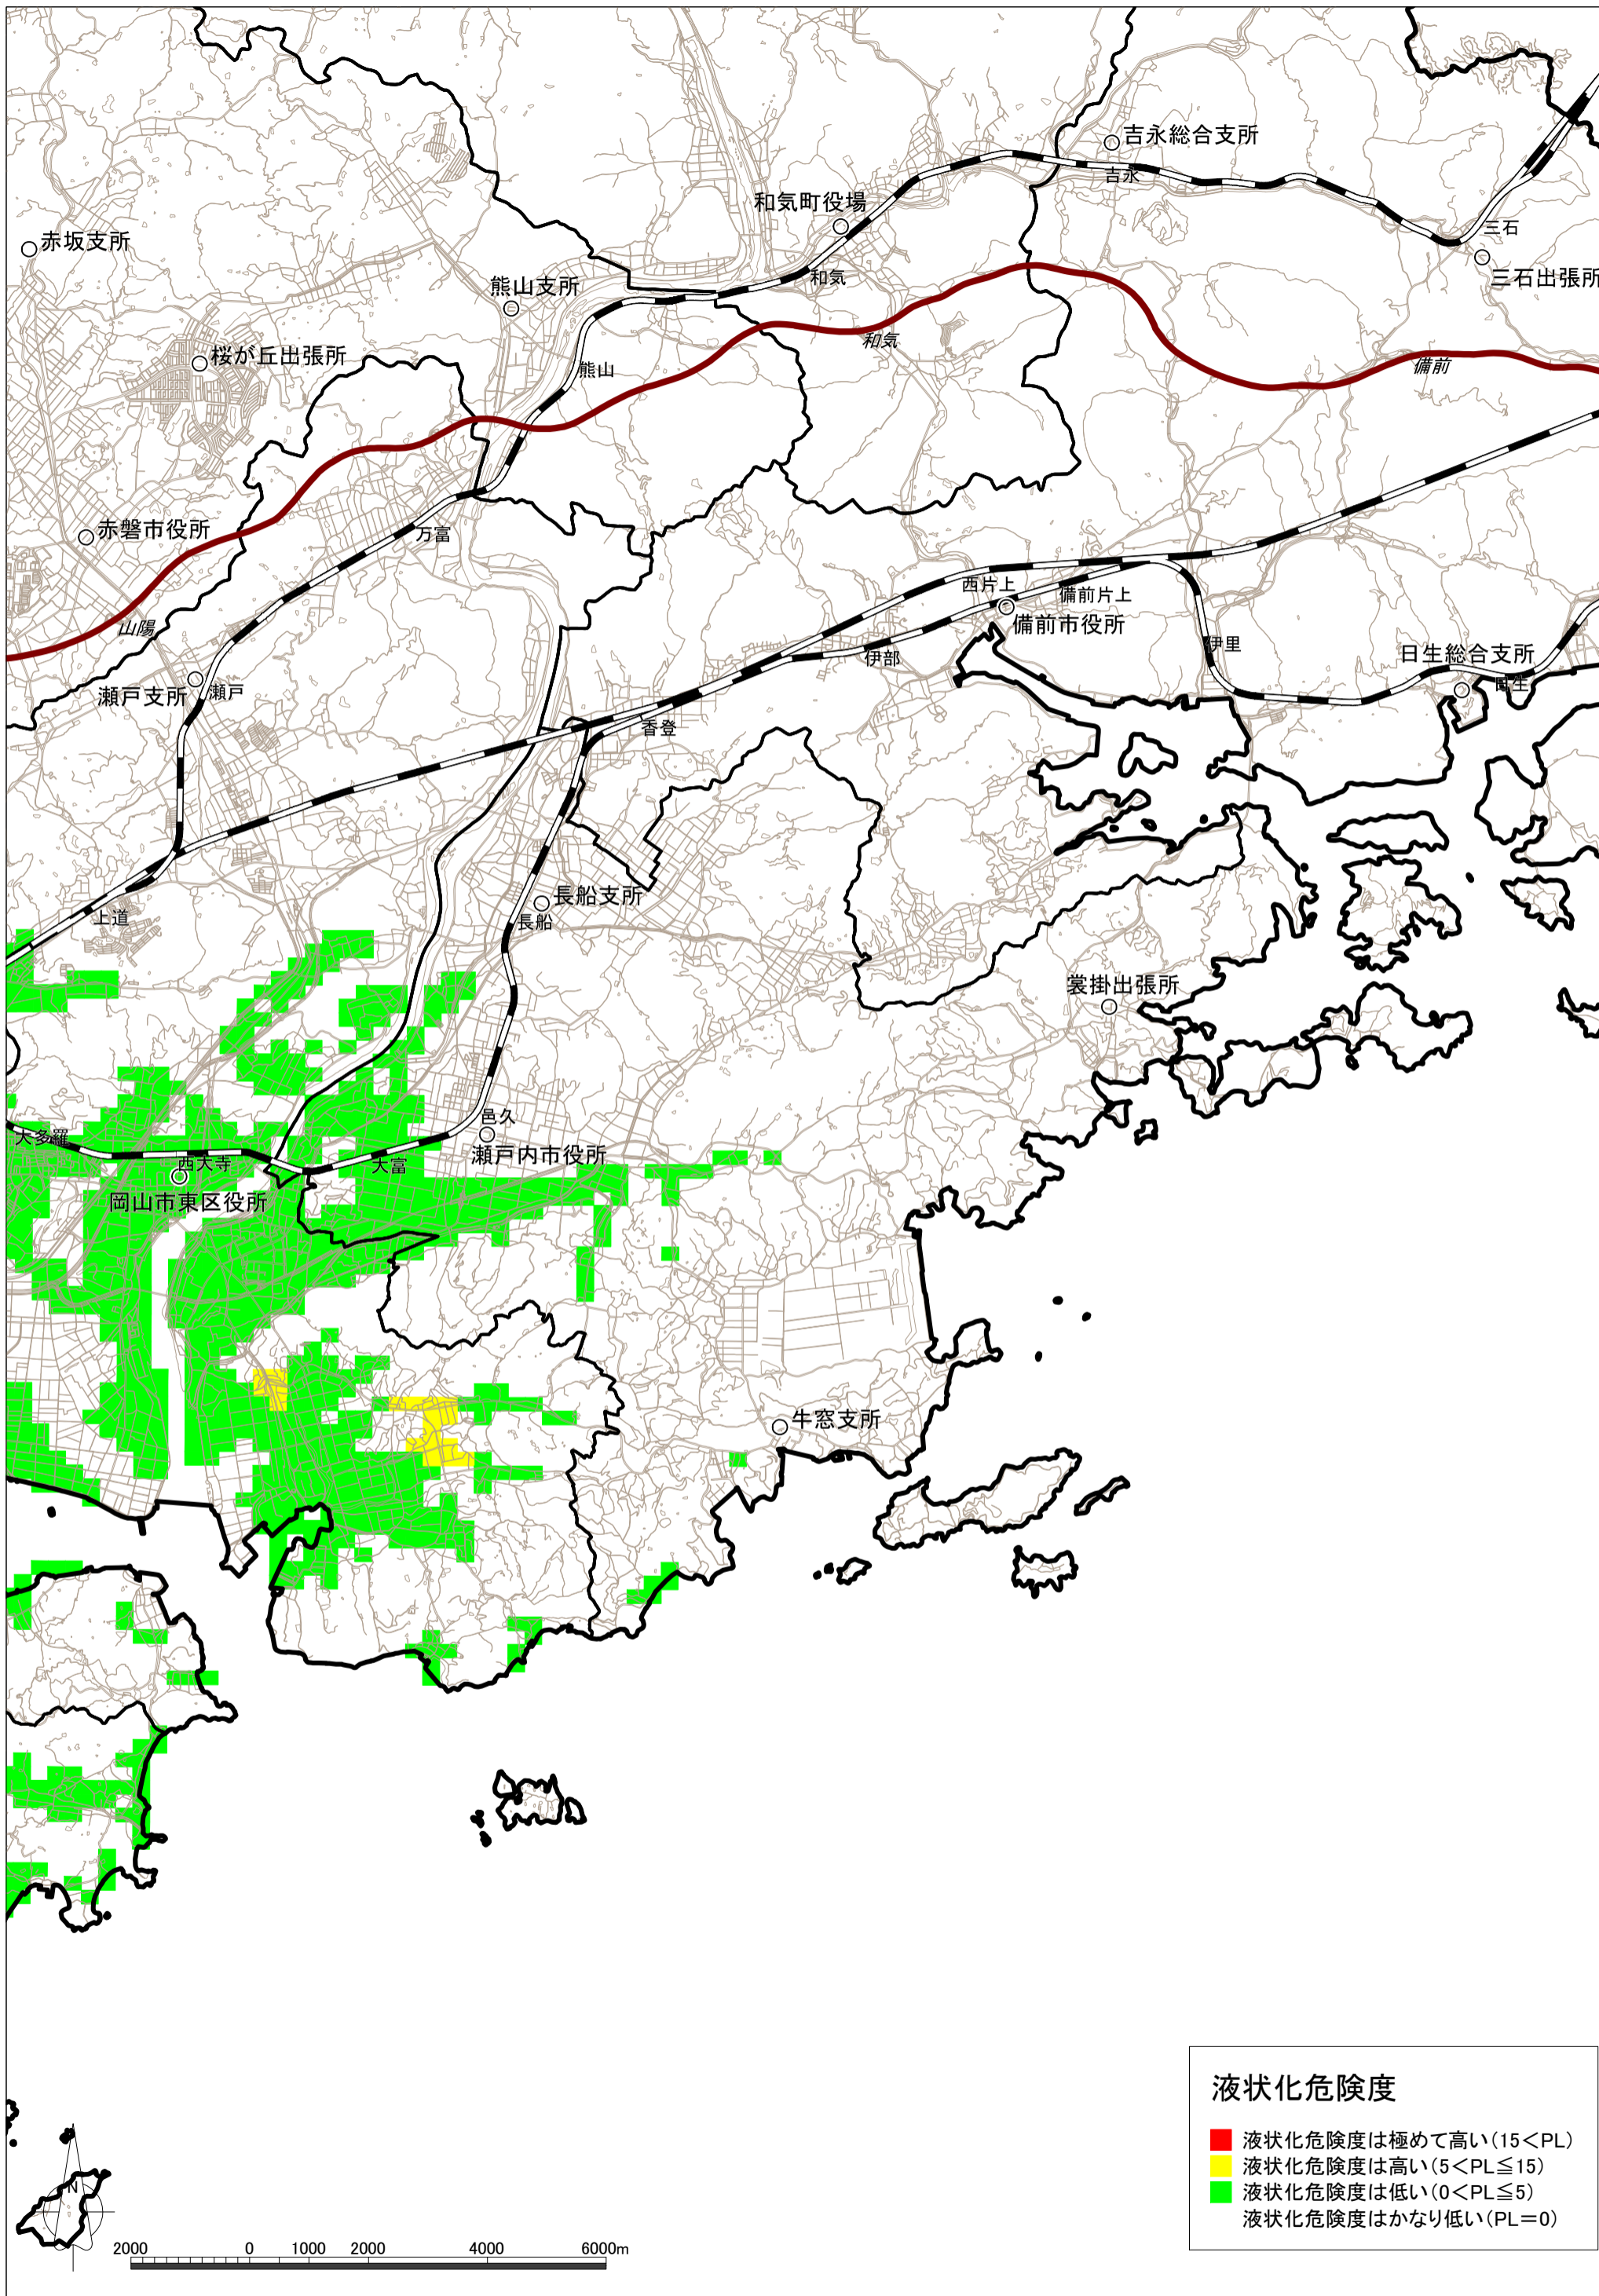 吉永総合支所
吉永
和気町役場
赤坂支所
三石
三石出張所
和気
熊山支所
和気
桜が丘出張所
熊山
備前
赤磐市役所
万富
西片上
備前片上
備前市役所
山陽
伊里
伊部
日生総合支所
日生
瀬戸支所
瀬戸
香登
長船支所
長船
上道
裳掛出張所
邑久
大多羅
瀬戸内市役所
西大寺
大富
岡山市東区役所
牛窓支所
液状化危険度
液状化危険度は極めて高い(15<PL)
液状化危険度は高い(5<PL≦15)
液状化危険度は低い(0<PL≦5)
液状化危険度はかなり低い(PL=0)
N
2000 0 1000 2000 4000 6000m